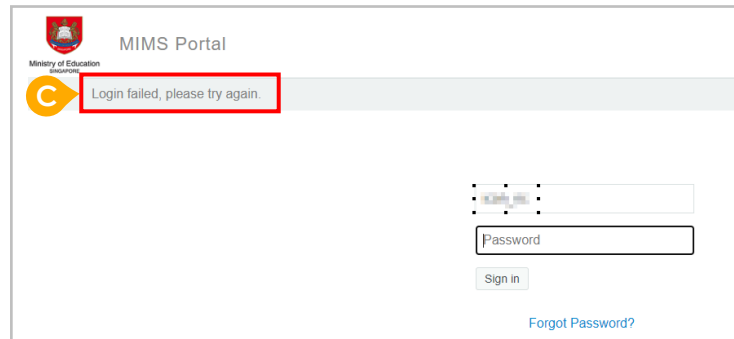 MIMS Portal
Ministry of Education
SINGAPORE
C
Login failed, please try again.
Password
Sign in
Forgot Password?